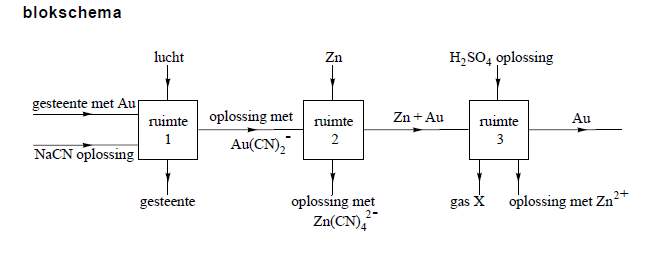 blokschema
lucht
Zn
H₂SO₄ oplossing
gesteente met Au
NaCN oplossing
ruimte
1
oplossing met
Au(CN)₂⁻
ruimte
2
Zn + Au
ruimte
3
Au
gesteente
oplossing met
Zn(CN)₄²⁻
gas X
oplossing met Zn²⁺